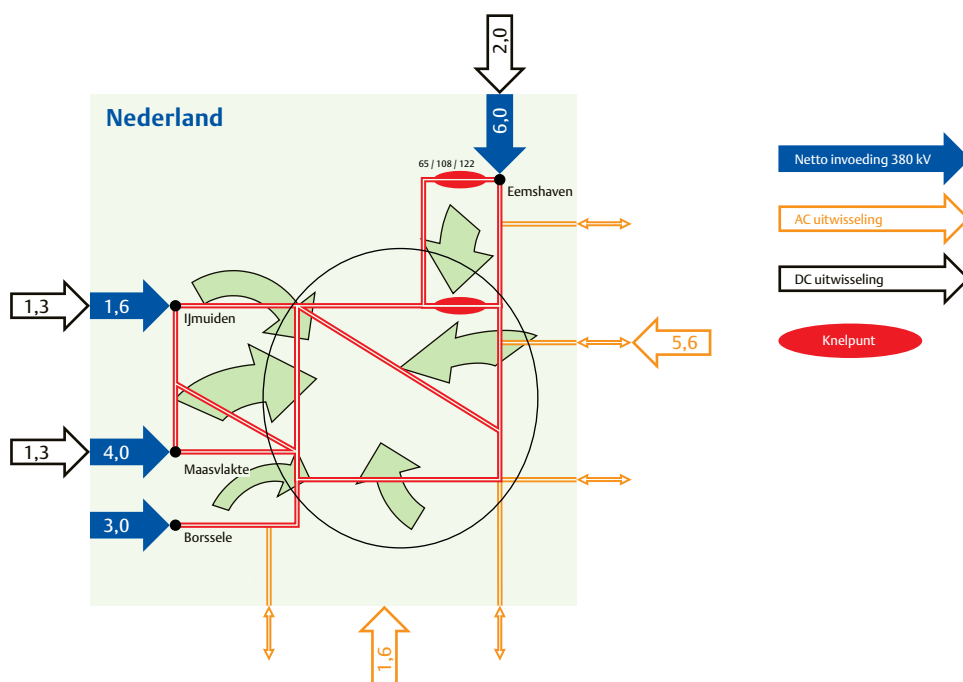 2,0
Nederland
6,0
65 / 108 / 122
Eemshaven
Netto invoeding 380 kV
AC uitwisseling
DC uitwisseling
1,3
1,6
IJmuiden
5,6
Knelpunt
1,3
4,0
Maasvlakte
3,0
Borssele
1,6